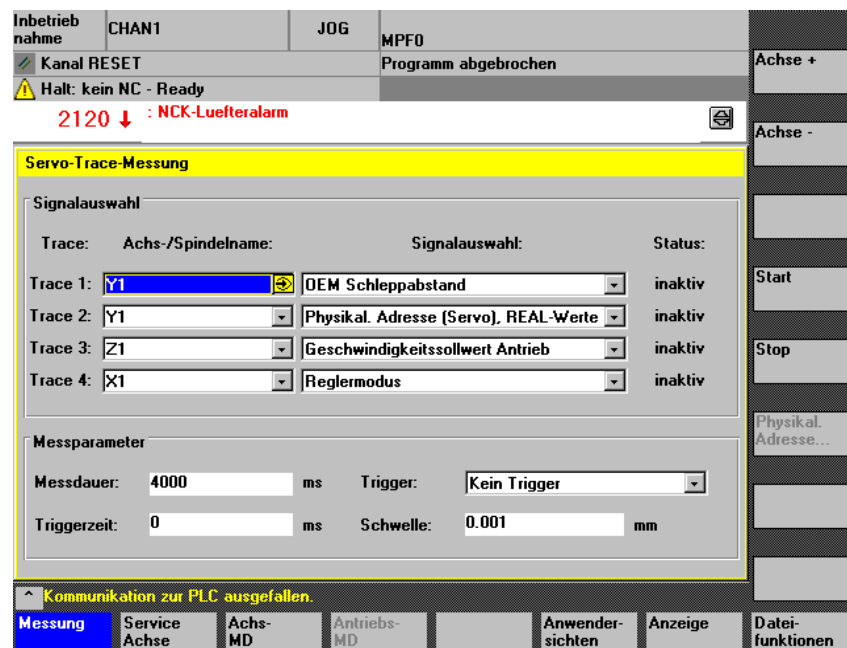 Inbetrieb
nahme
CHAN1
JOG
MPF0
Kanal RESET
Programm abgebrochen
Halt: kein NC - Ready
2120 ↓ : NCK-Luefteralarm
Servo-Trace-Messung
Signalauswahl
Trace: Achs-/Spindelname: Signalauswahl: Status:
Trace 1: Y1 OEM Schleppabstand inaktiv
Trace 2: Y1 Physikal. Adresse (Servo), REAL-Werte inaktiv
Trace 3: Z1 Geschwindigkeitssollwert Antrieb inaktiv
Trace 4: X1 Reglermodus inaktiv
Messparameter
Messdauer: 4000 ms Trigger: Kein Trigger
Triggerzeit: 0 ms Schwelle: 0.001 mm
^ Kommunikation zur PLC ausgefallen.
Achse +
Achse -
Start
Stop
Physikal.
Adresse...
Messung
Service
Achse
Achs-
MD
Antriebs-
MD
Anwender-
sichten
Anzeige
Datei-
funktionen